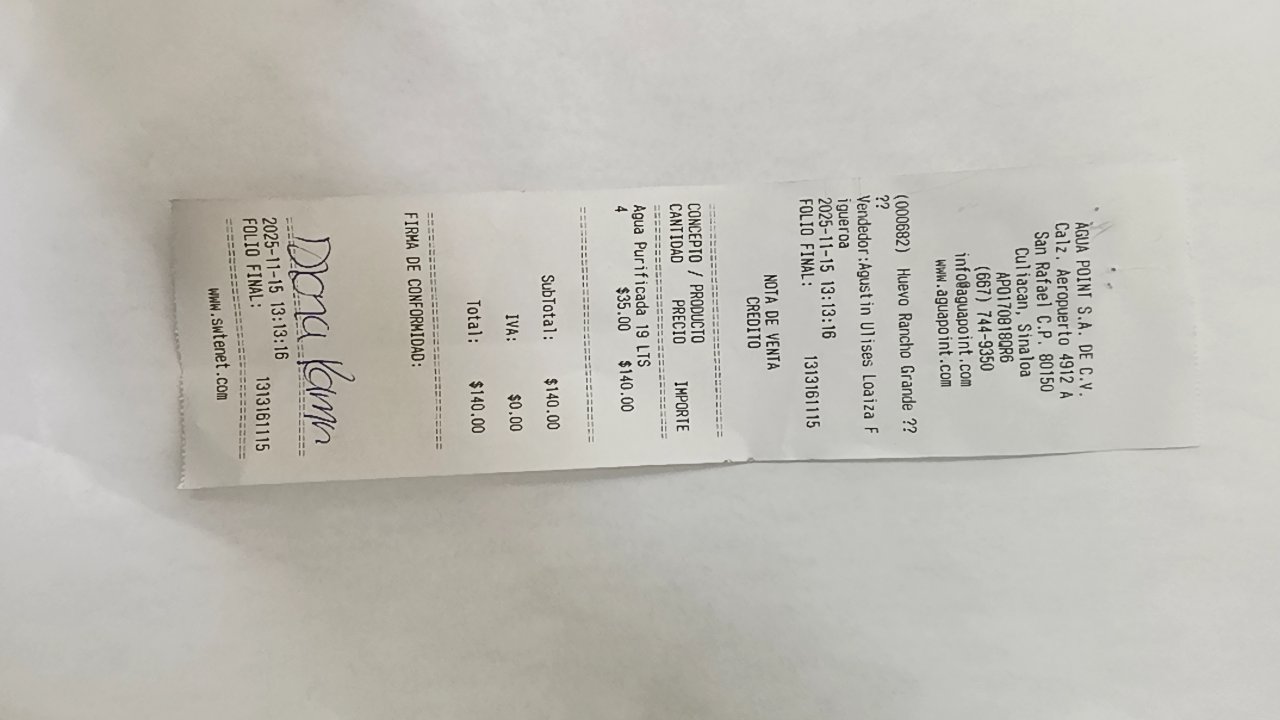 AGUA POINT S.A. DE C.V.
Calz. Aeropuerto 4912 A
San Rafael C.P. 80150
Culiacan, Sinaloa
APO170818QR6
(667) 744-9350
info@aguapoint.com
www.aguapoint.com
(000682) Huevo Rancho Grande ??
??
Vendedor:Agustin Ulises Loaiza F
igueroa
2025-11-15 13:13:16
FOLIO FINAL: 1313161115
NOTA DE VENTA
CREDITO
CONCEPTO / PRODUCTO
CANTIDAD PRECIO IMPORTE
Agua Purificada 19 LTS
4 $35.00 $140.00
SubTotal: $140.00
IVA: $0.00
Total: $140.00
FIRMA DE CONFORMIDAD:
2025-11-15 13:13:16
FOLIO FINAL: 1313161115
www.swtenet.com